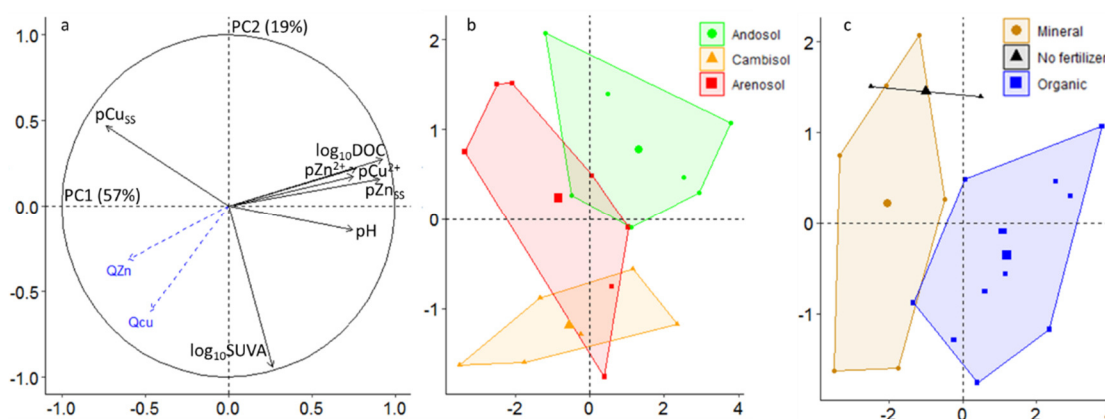 a
PC2 (19%)
1.0
pCuSS
0.5
log10DOC
pZn2+
pCu2+
PC1 (57%)
pZnSS
0.0
pH
QZn
-0.5
Qcu
log10SUVA
-1.0
-1.0
-0.5
0.0
0.5
1.0
b
Andosol
Cambisol
Arenosol
2
1
0
-1
-2
0
2
4
c
Mineral
No fertilizer
Organic
2
1
0
-1
-2
0
2
4